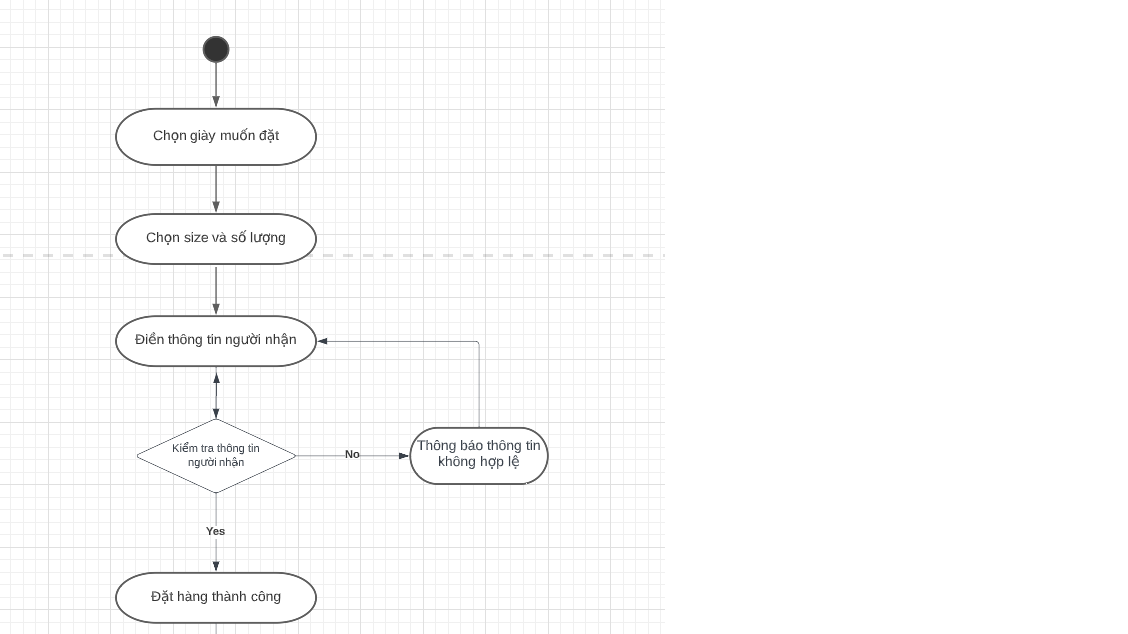 Chọn giày muốn đặt
Chọn size và số lượng
Điền thông tin người nhận
Kiểm tra thông tin
người nhận
No
Thông báo thông tin
không hợp lệ
Yes
Đặt hàng thành công